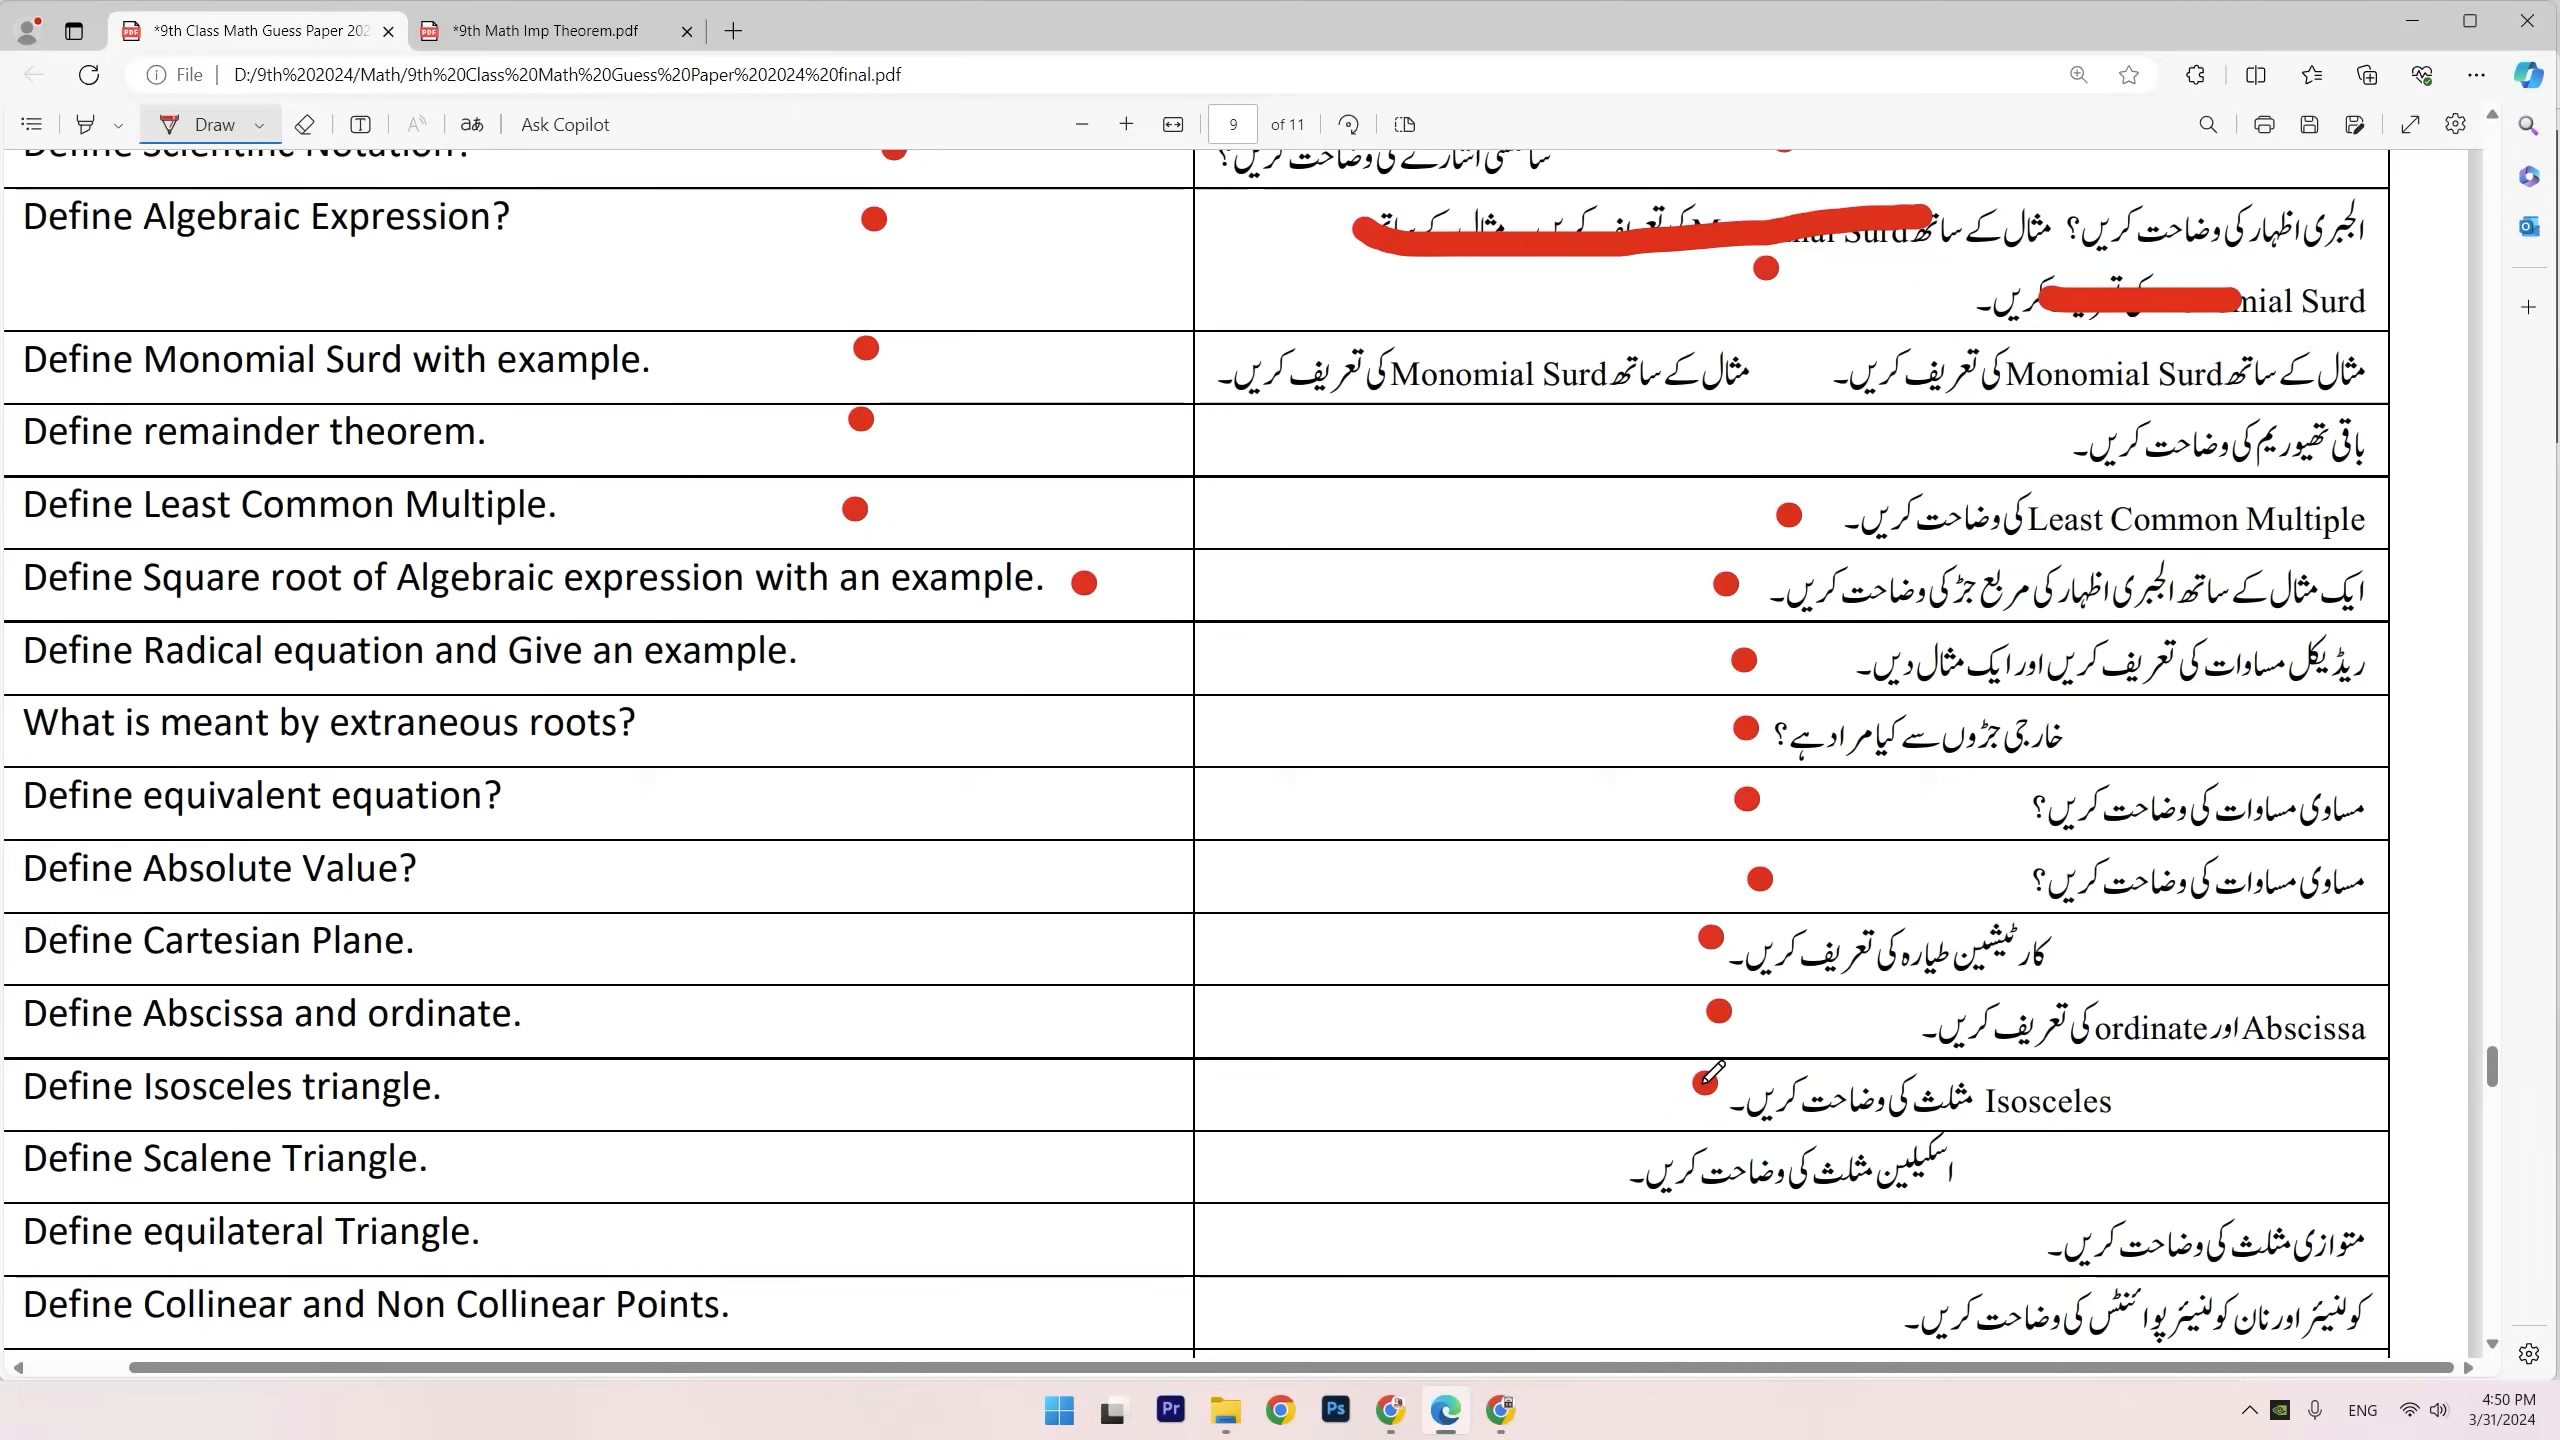 *9th Class Math Guess Paper 202
*9th Math Imp Theorem.pdf
File
D:/9th%202024/Math/9th%20Class%20Math%20Guess%20Paper%202024%20final.pdf
Draw
Ask Copilot
9 of 11
Define Scientific Notation?
سائنسی اشارے کی وضاحت کریں؟
Define Algebraic Expression?
الجبری اظہار کی وضاحت کریں؟ مثال کے ساتھ
mial Surd کریں۔
Define Monomial Surd with example.
مثال کے ساتھ Monomial Surd کی تعریف کریں۔ مثال کے ساتھ Monomial Surd کی تعریف کریں۔
Define remainder theorem.
باقی تھیوریم کی وضاحت کریں۔
Define Least Common Multiple.
Least Common Multiple کی وضاحت کریں۔
Define Square root of Algebraic expression with an example.
ایک مثال کے ساتھ الجبری اظہار کی مربع جڑ کی وضاحت کریں۔
Define Radical equation and Give an example.
ریڈیکل مساوات کی تعریف کریں اور ایک مثال دیں۔
What is meant by extraneous roots?
خارجی جڑوں سے کیا مراد ہے؟
Define equivalent equation?
مساوی مساوات کی وضاحت کریں؟
Define Absolute Value?
مساوی مساوات کی وضاحت کریں؟
Define Cartesian Plane.
کارٹیشین طیارہ کی تعریف کریں۔
Define Abscissa and ordinate.
Abscissa اور ordinate کی تعریف کریں۔
Define Isosceles triangle.
Isosceles مثلث کی وضاحت کریں۔
Define Scalene Triangle.
اسکیلین مثلث کی وضاحت کریں۔
Define equilateral Triangle.
متوازی مثلث کی وضاحت کریں۔
Define Collinear and Non Collinear Points.
کولنیئر اور نان کولنیئر پوائنٹس کی وضاحت کریں۔
ENG
4:50 PM
3/31/2024